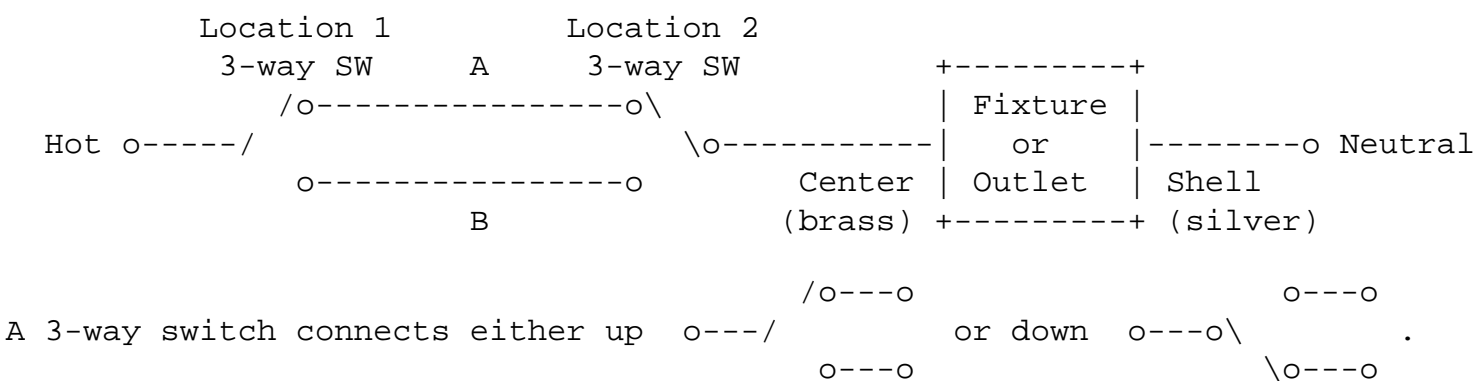 Location 1         Location 2
           3-way SW     A     3-way SW          +---------+
              /o----------------o\              | Fixture |
  Hot o-----/                      \o-----------|    or   |--------o Neutral
               o----------------o        Center | Outlet  | Shell
                        B               (brass) +---------+ (silver)
                                         /o---o                   o---o
A 3-way switch connects either up  o---/         or down  o---o\        .
                                          o---o                  \o---o